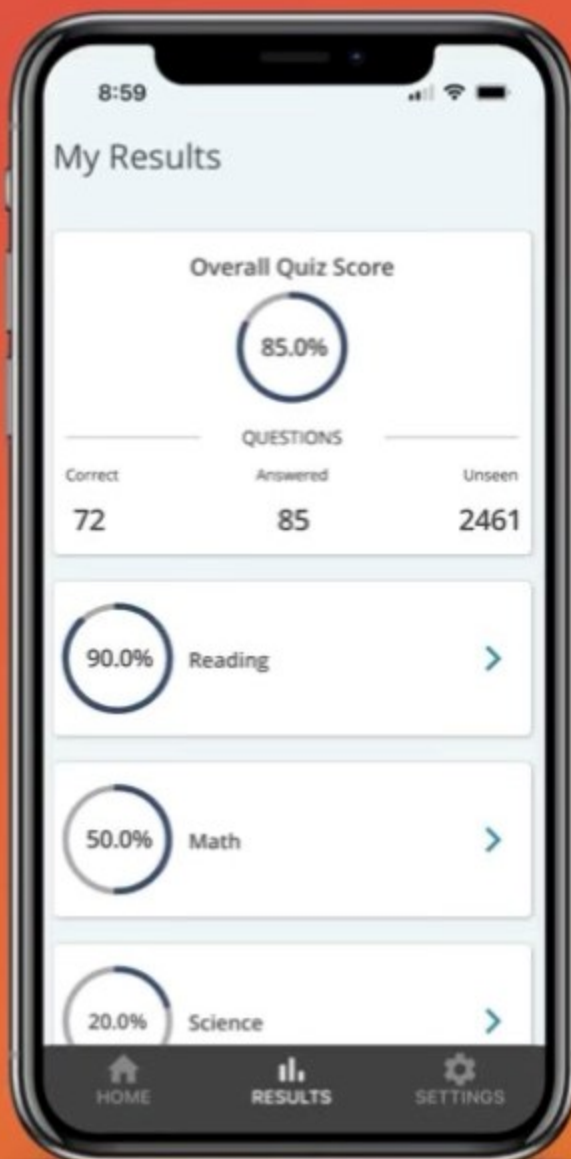 8:59
My Results
Overall Quiz Score
85.0%
QUESTIONS
Correct Answered Unseen
72 85 2461
90.0% Reading
50.0% Math
20.0% Science
HOME RESULTS SETTINGS